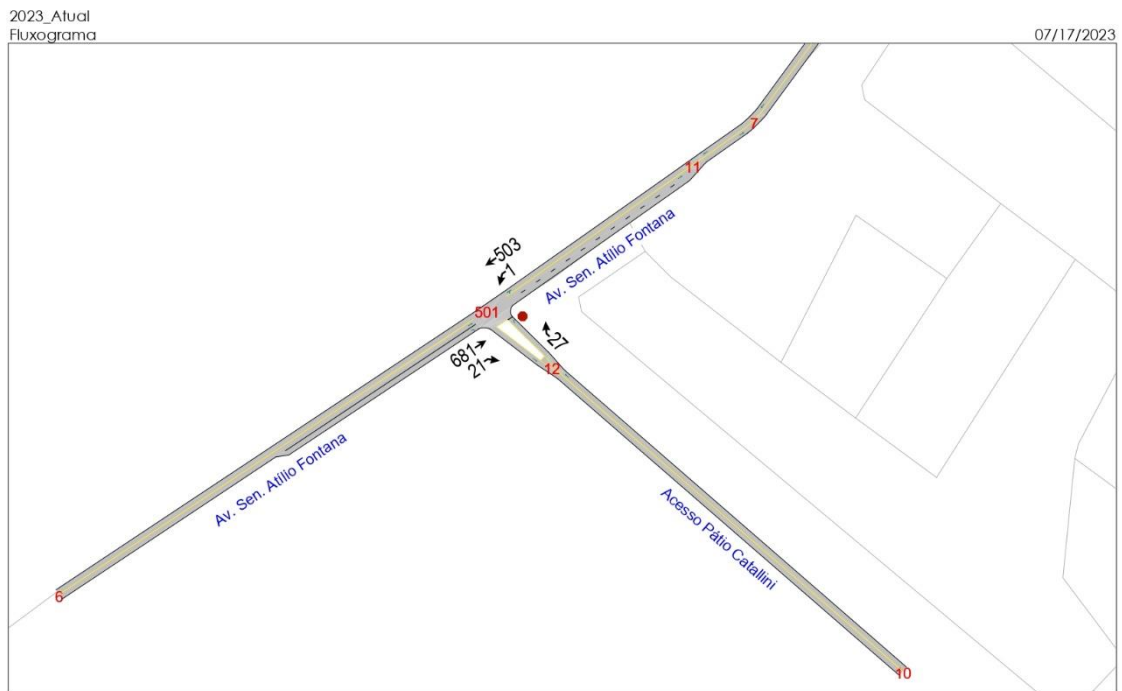 2023_Atual
Fluxograma
07/17/2023
7
11
503
1
Av. Sen. Atílio Fontana
501
27
681
21
12
Av. Sen. Atílio Fontana
Acesso Pátio Catallini
6
10